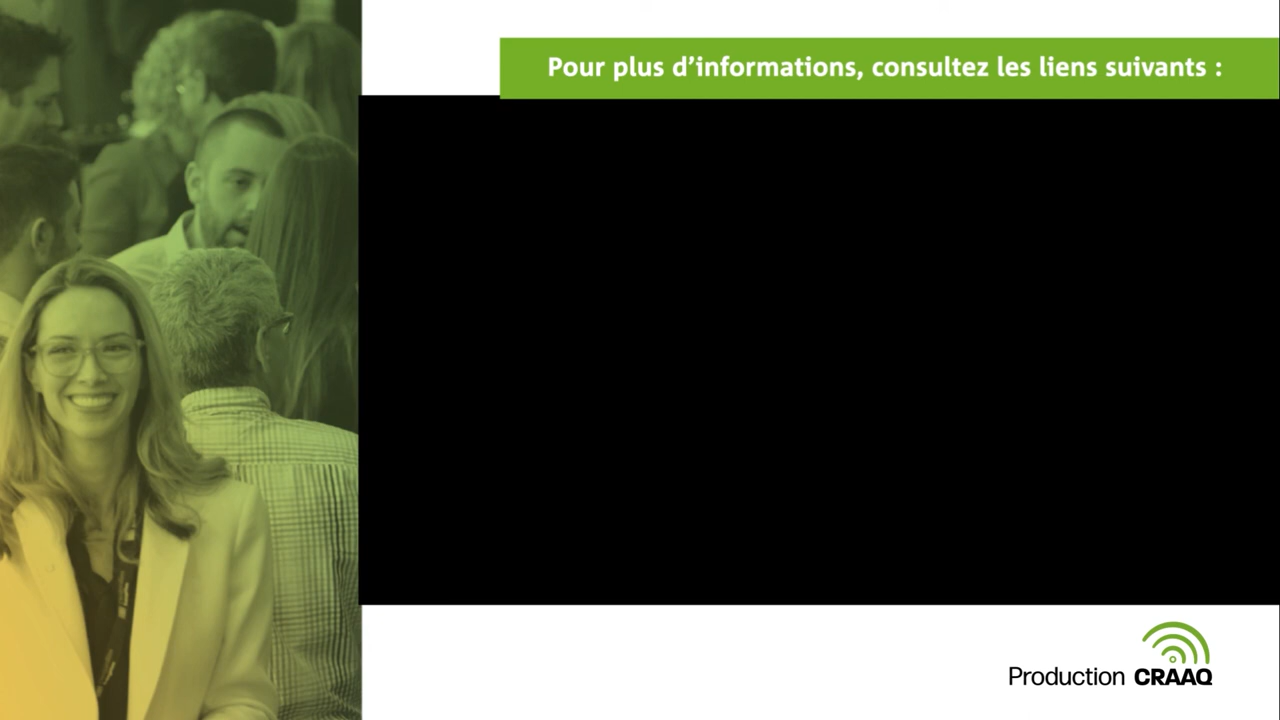 Pour plus d’informations, consultez les liens suivants :
Production CRAAQ